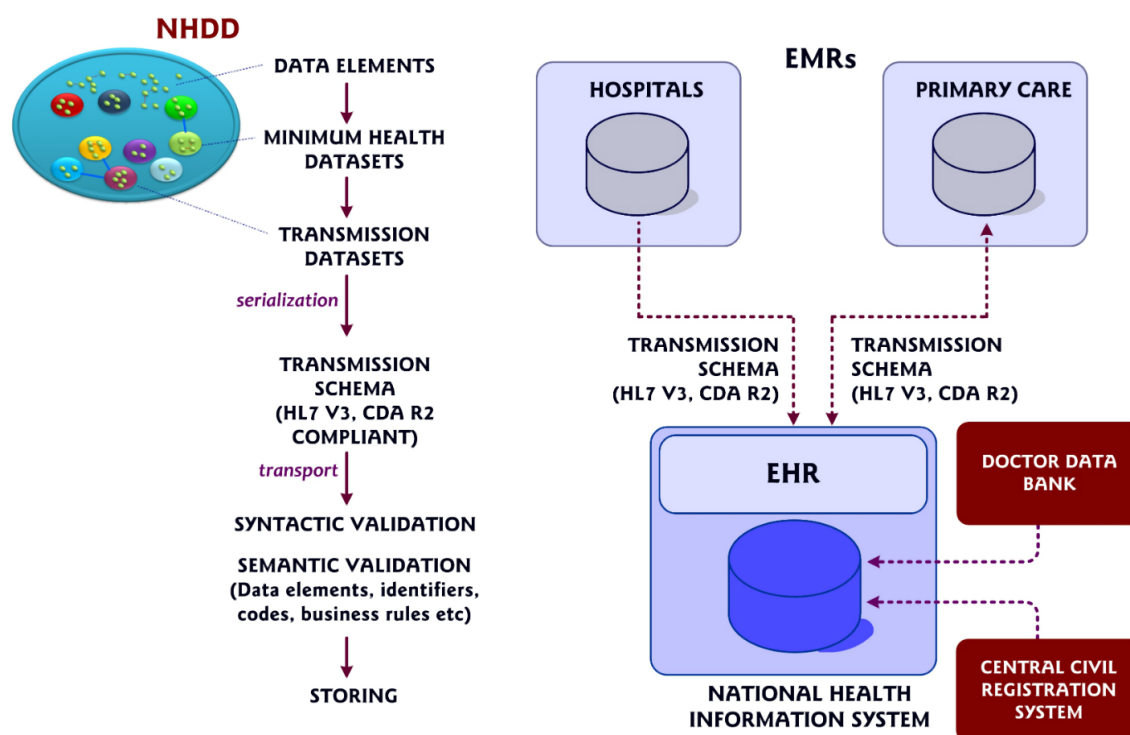 NHDD
DATA ELEMENTS
MINIMUM HEALTH
DATASETS
TRANSMISSION
DATASETS
serialization
TRANSMISSION
SCHEMA
(HL7 V3, CDA R2
COMPLIANT)
transport
SYNTACTIC VALIDATION
SEMANTIC VALIDATION
(Data elements, identifiers,
codes, business rules etc)
STORING
EMRs
HOSPITALS
PRIMARY CARE
TRANSMISSION
SCHEMA
(HL7 V3, CDA R2)
TRANSMISSION
SCHEMA
(HL7 V3, CDA R2)
EHR
DOCTOR DATA
BANK
CENTRAL CIVIL
REGISTRATION
SYSTEM
NATIONAL HEALTH
INFORMATION SYSTEM